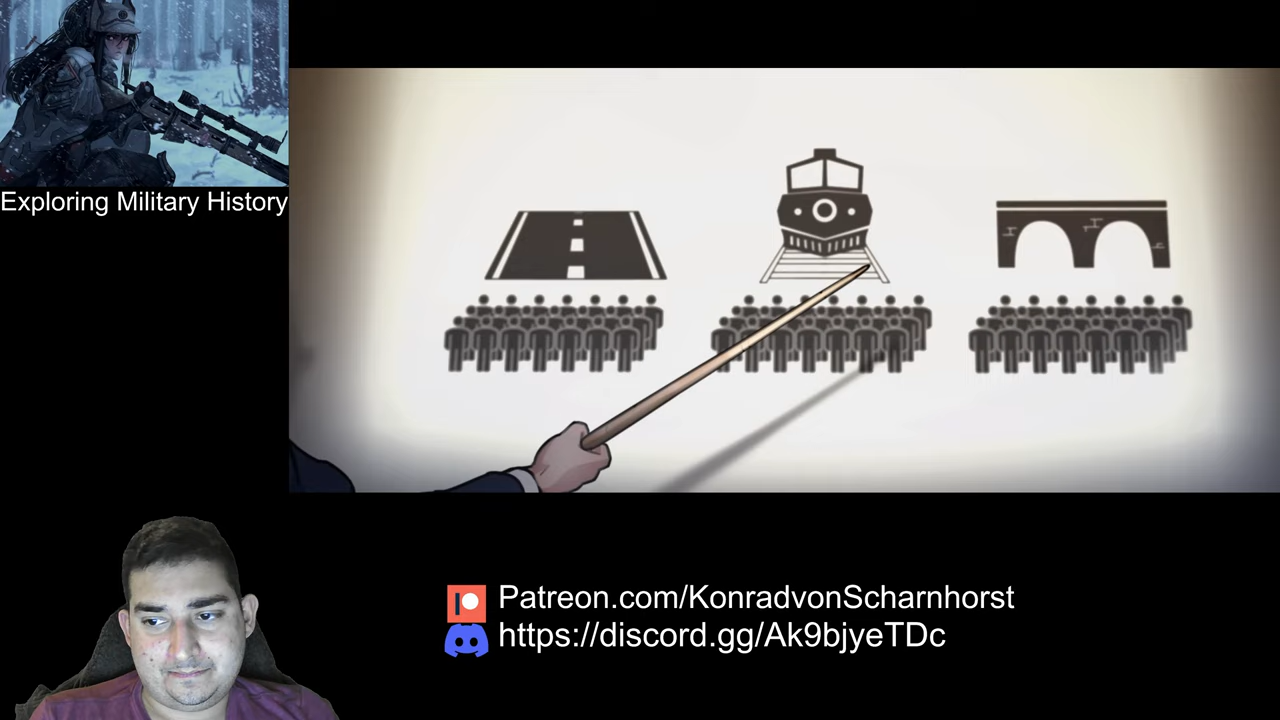 Exploring Military History
Patreon.com/KonradvonScharnhorst
https://discord.gg/Ak9bjyeTDc